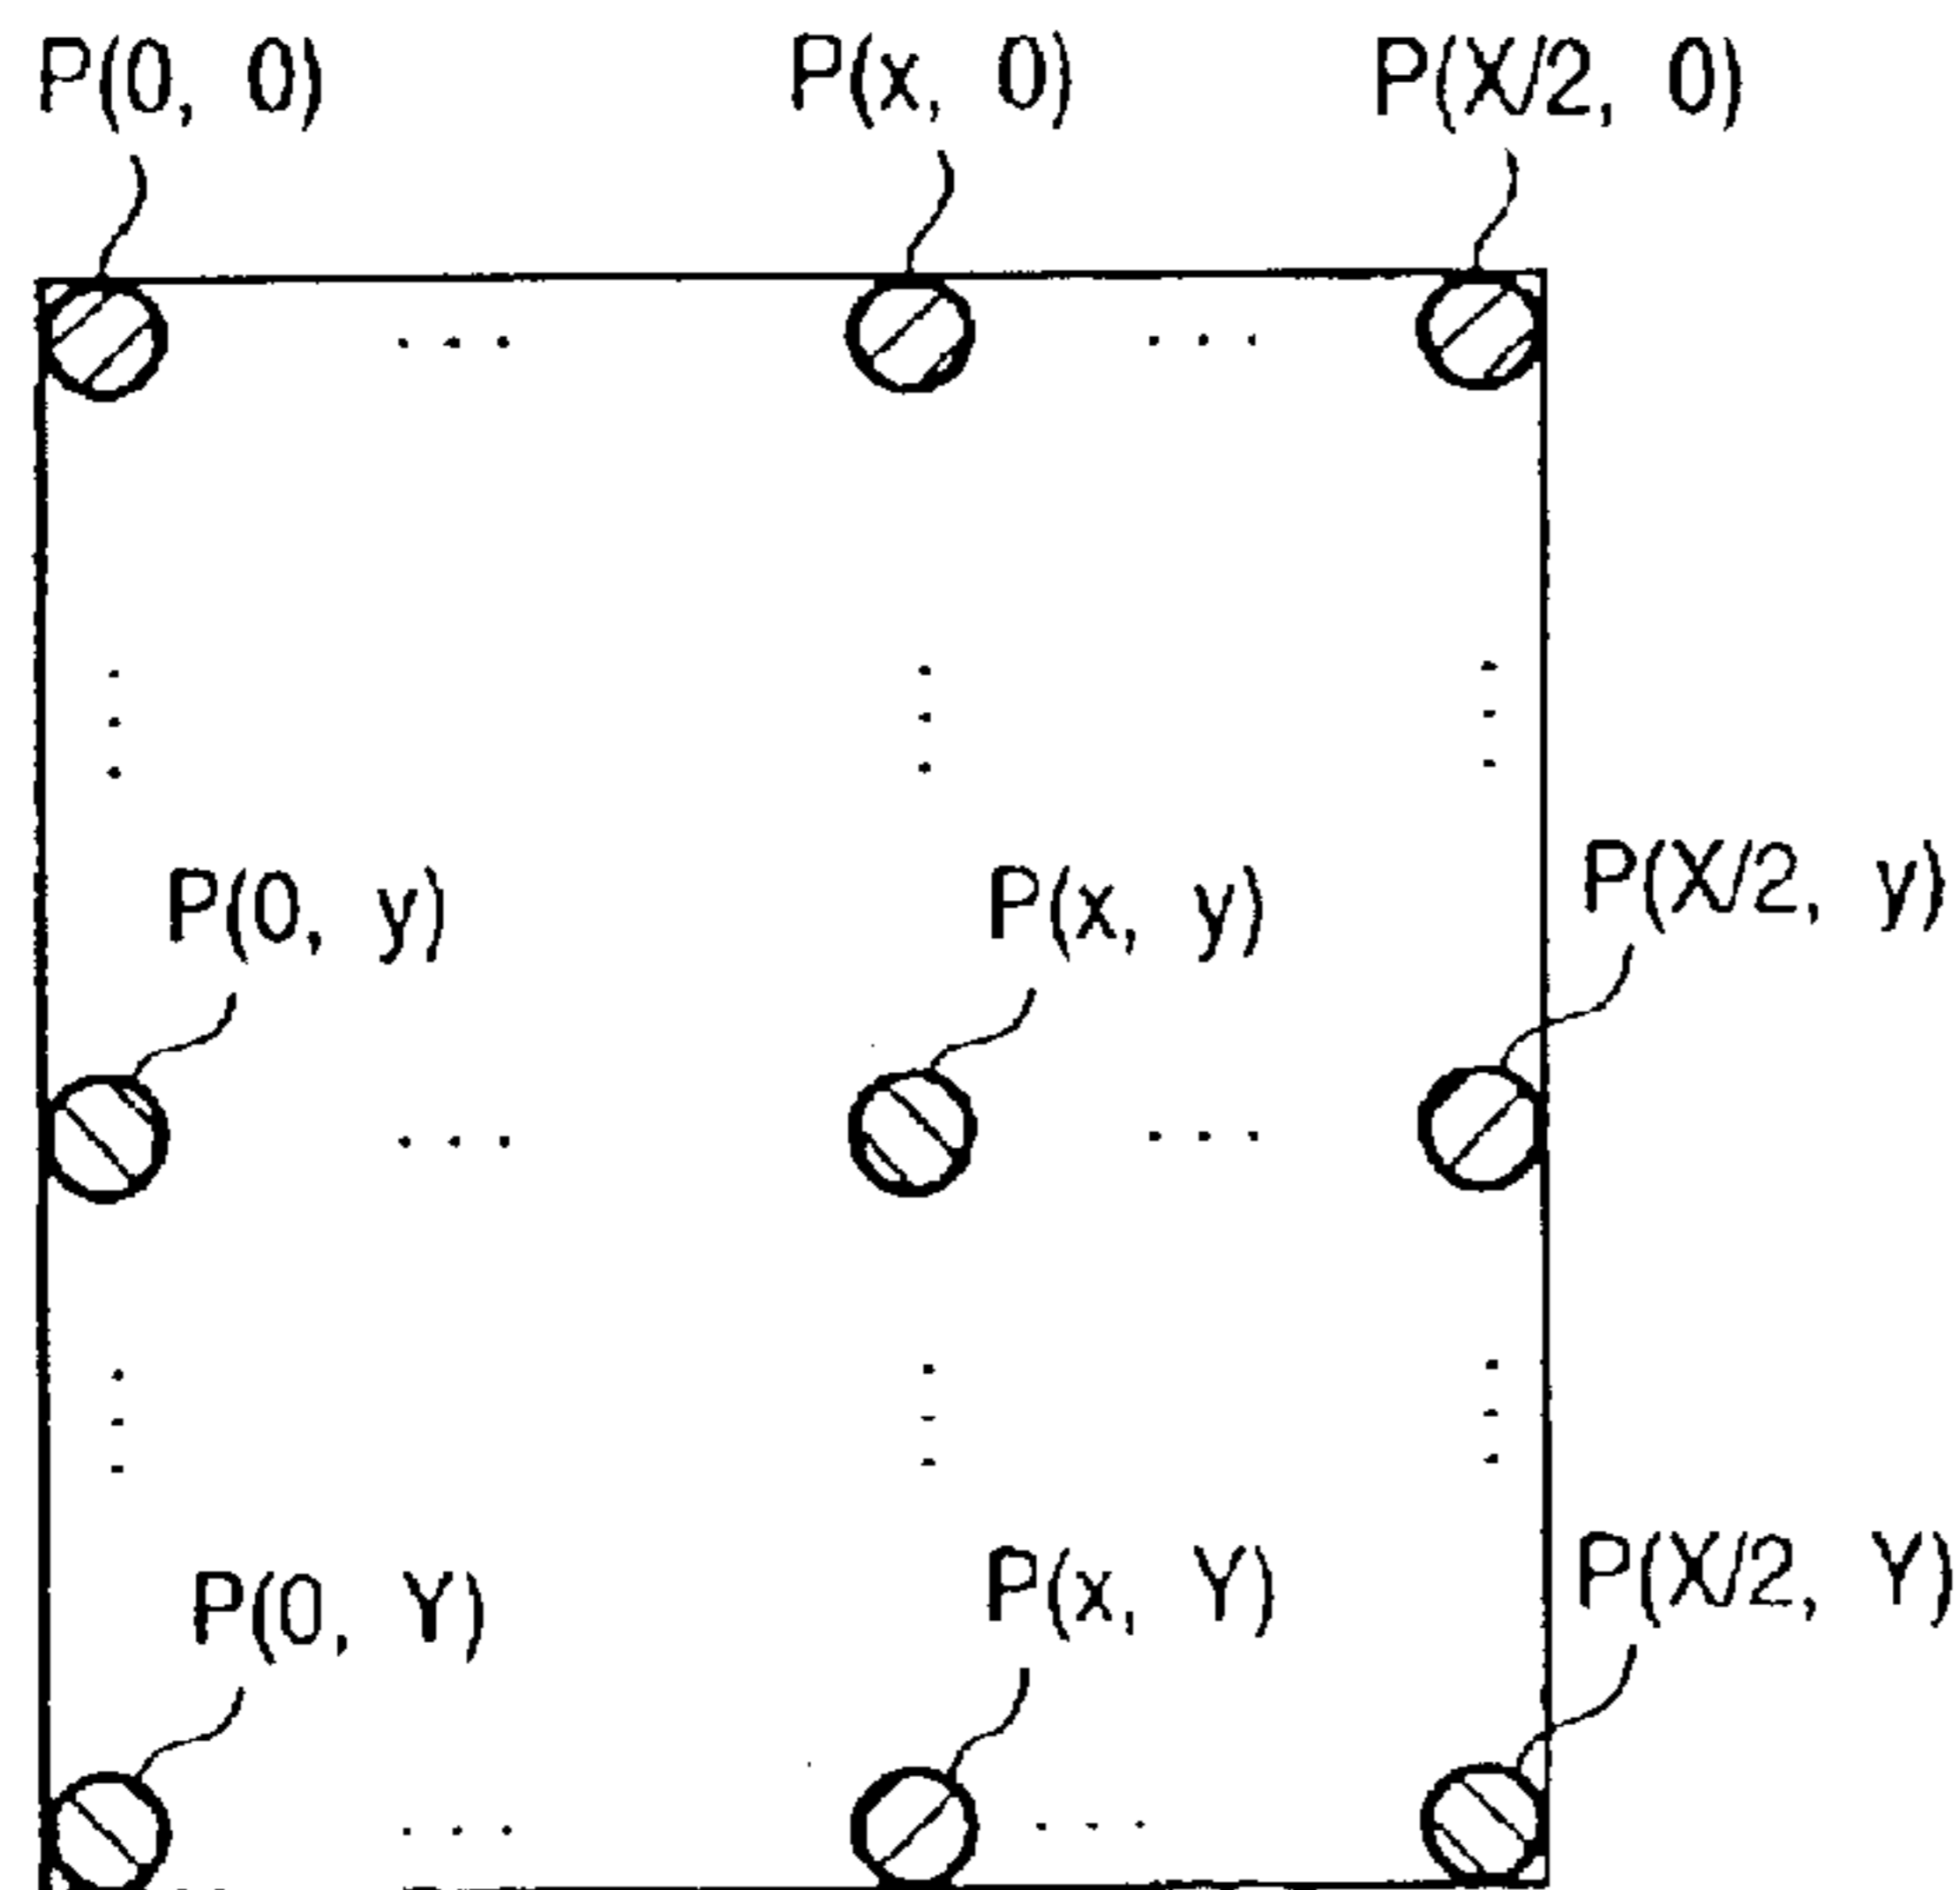 P(0, 0) P(x, 0) P(X/2, 0)
P(0, y) P(x, y) P(X/2, y)
P(0, Y) P(x, Y) P(X/2, Y)